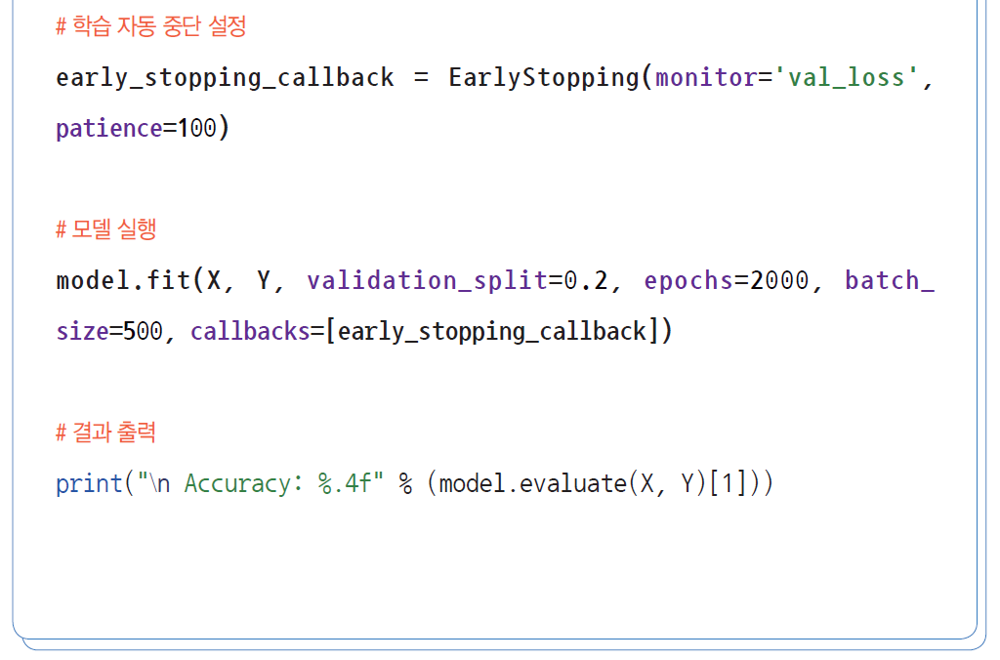 # 학습 자동 중단 설정
early_stopping_callback = EarlyStopping(monitor='val_loss',
patience=100)
# 모델 실행
model.fit(X, Y, validation_split=0.2, epochs=2000, batch_
size=500, callbacks=[early_stopping_callback])
# 결과 출력
print("\n Accuracy: %.4f" % (model.evaluate(X, Y)[1]))